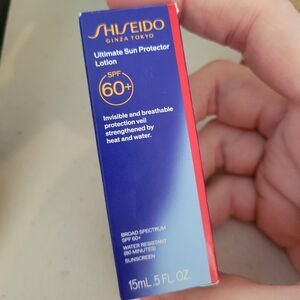 SHISEIDO
GINZA TOKYO
Ultimate Sun Protector
Lotion
SPF
60+
Invisible and breathable
protection veil
strengthened by
heat and water.
BROAD SPECTRUM
SPF 60+
WATER RESISTANT
(80 MINUTES)
SUNSCREEN
15mL .5 FL. OZ.